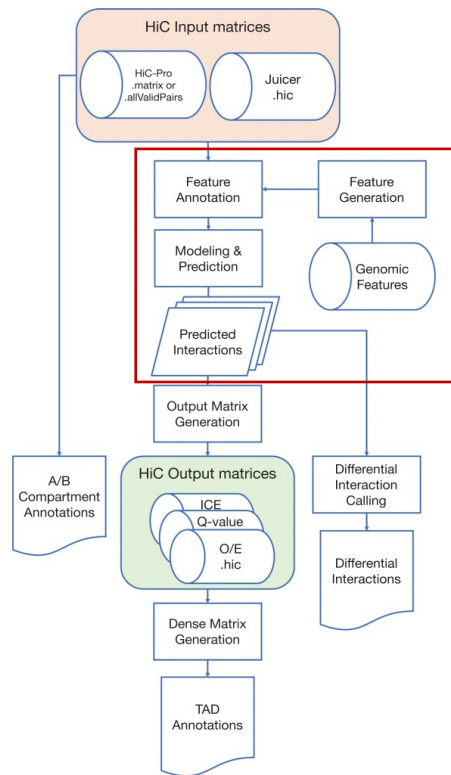 HiC Input matrices
HiC-Pro
.matrix or
.allValidPairs
Juicer
.hic
Feature
Annotation
Feature
Generation
Modeling &
Prediction
Genomic
Features
Predicted
Interactions
Output Matrix
Generation
A/B
Compartment
Annotations
HiC Output matrices
ICE
Q-value
O/E
.hic
Differential
Interaction
Calling
Differential
Interactions
Dense Matrix
Generation
TAD
Annotations